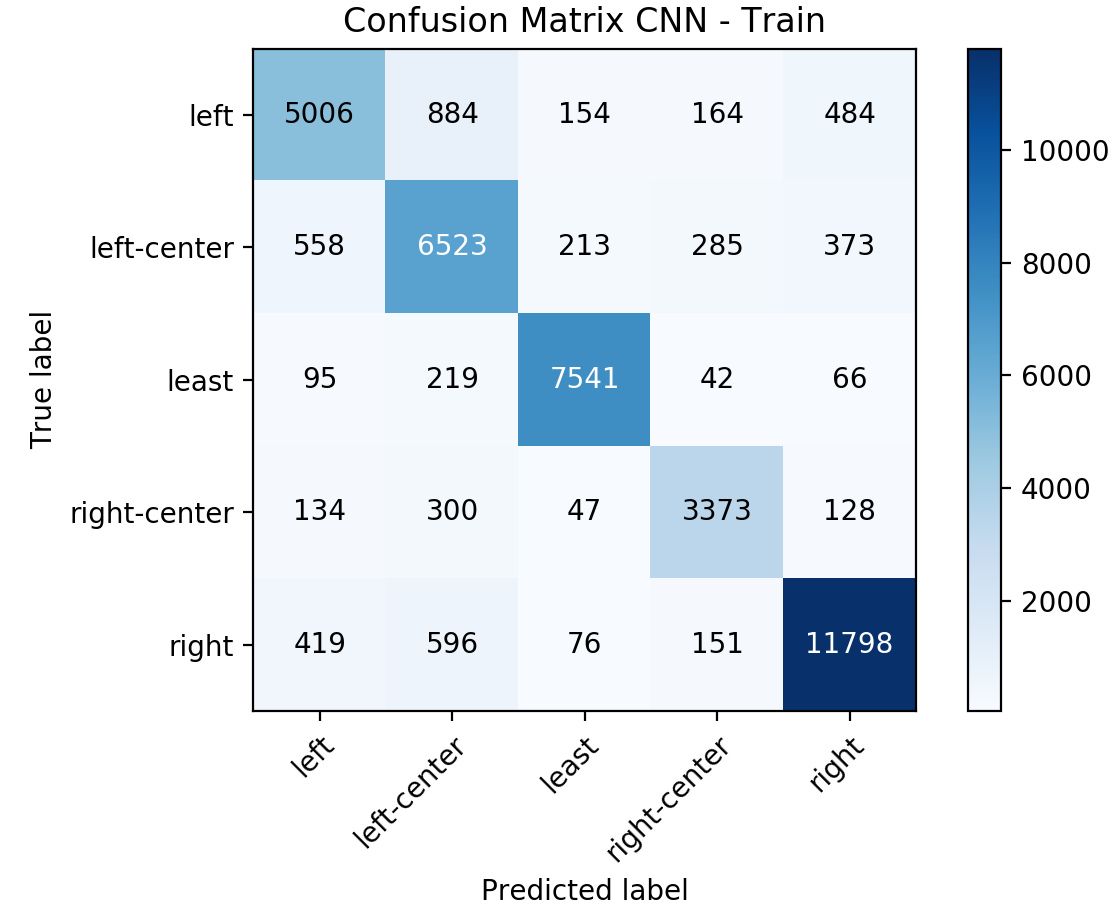 Confusion Matrix CNN - Train
left 5006 884 154 164 484
left-center 558 6523 213 285 373
least 95 219 7541 42 66
right-center 134 300 47 3373 128
right 419 596 76 151 11798
True label
left left-center least right-center right
Predicted label
10000
8000
6000
4000
2000